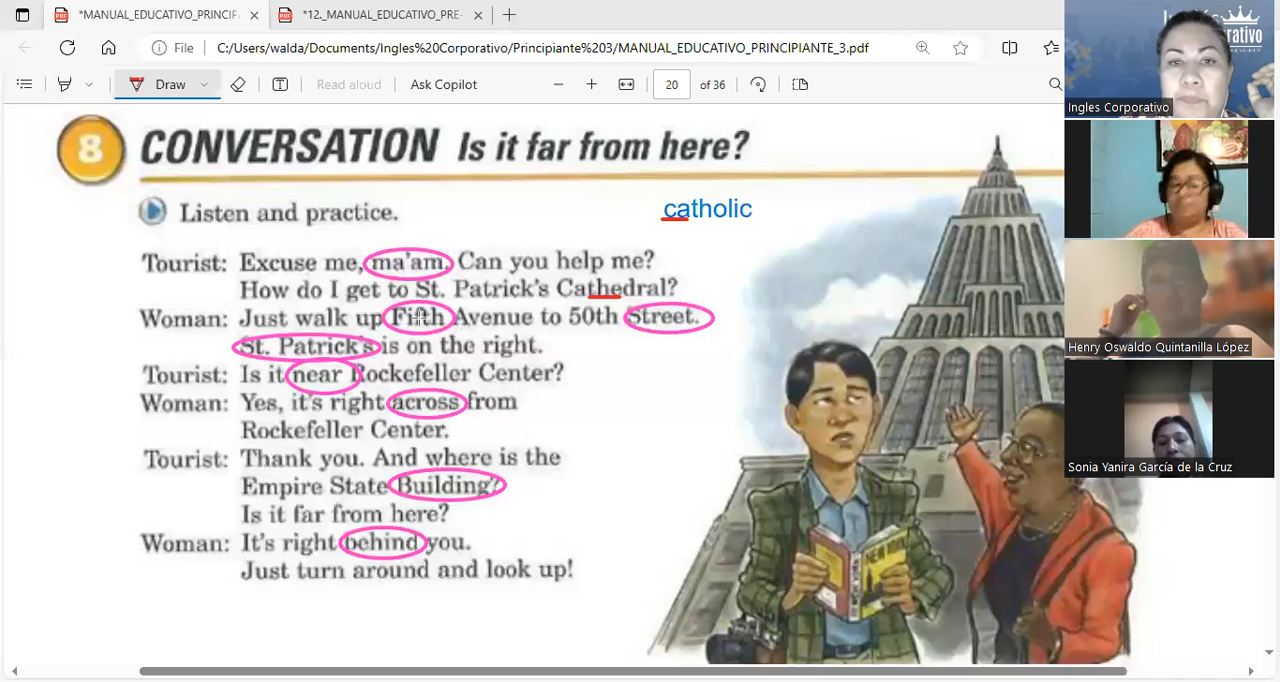 *MANUAL_EDUCATIVO_PRINCIP
*12._MANUAL_EDUCATIVO_PRE-
File
C:/Users/walda/Documents/Ingles%20Corporativo/Principiante%203/MANUAL_EDUCATIVO_PRINCIPIANTE_3.pdf
Draw
Read aloud
Ask Copilot
20 of 36
8 CONVERSATION Is it far from here?
Listen and practice.
catholic
Tourist: Excuse me, ma'am. Can you help me?
How do I get to St. Patrick's Cathedral?
Woman: Just walk up Fifth Avenue to 50th Street.
St. Patrick's is on the right.
Tourist: Is it near Rockefeller Center?
Woman: Yes, it's right across from
Rockefeller Center.
Tourist: Thank you. And where is the
Empire State Building?
Is it far from here?
Woman: It's right behind you.
Just turn around and look up!
NEW YORK
Ingles Corporativo
Henry Oswaldo Quintanilla López
Sonia Yanira García de la Cruz